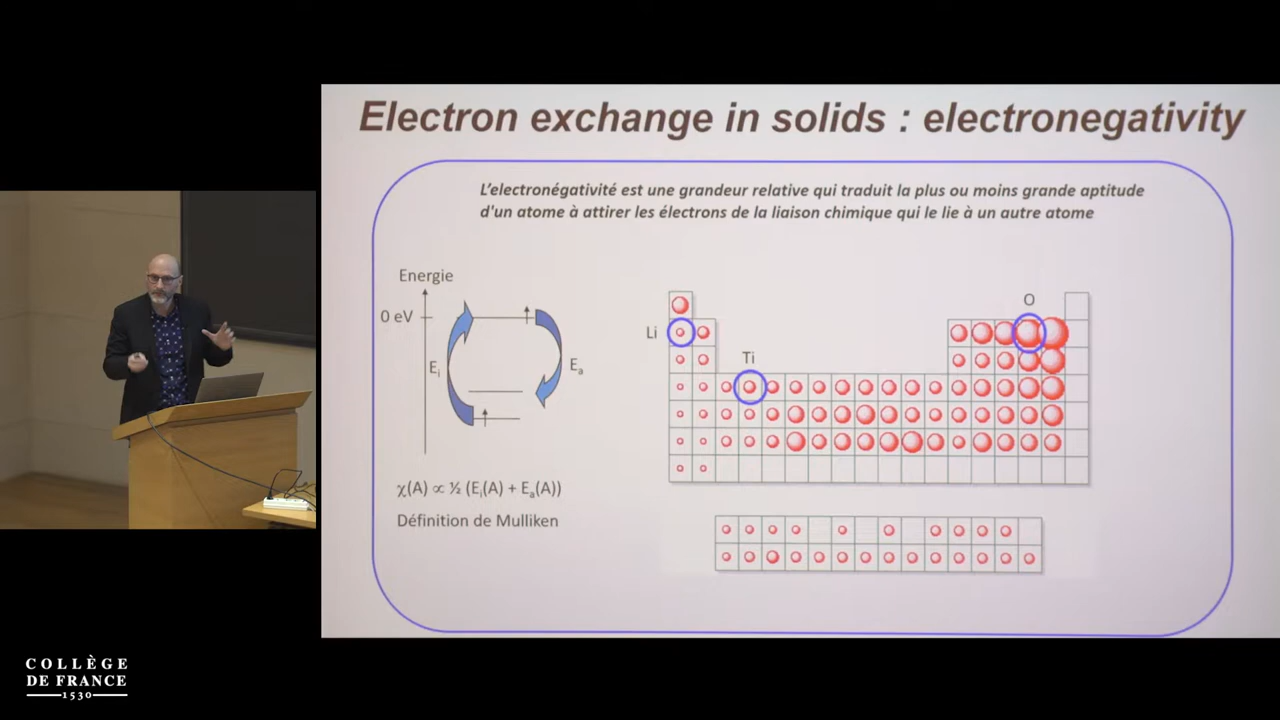 Electron exchange in solids : electronegativity
L'electronégativité est une grandeur relative qui traduit la plus ou moins grande aptitude
d'un atome à attirer les électrons de la liaison chimique qui le lie à un autre atome
Energie
0 eV
Ei
Ea
χ(A) ∝ ½ (Ei(A) + Ea(A))
Définition de Mulliken
O
Li
Ti
COLLÈGE
DE FRANCE
1530